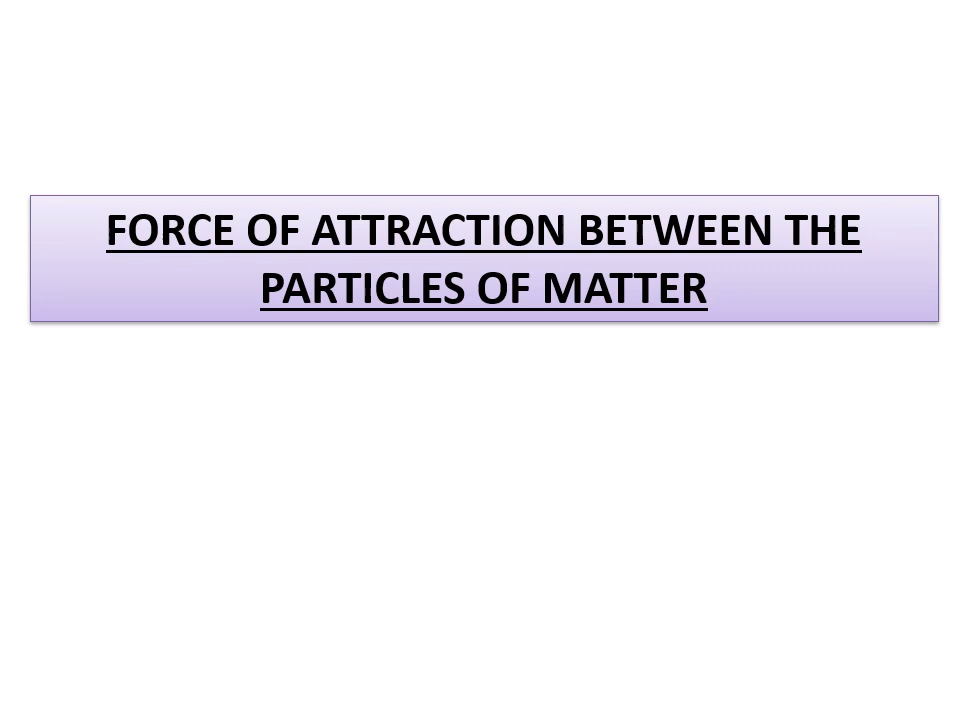 FORCE OF ATTRACTION BETWEEN THE
PARTICLES OF MATTER